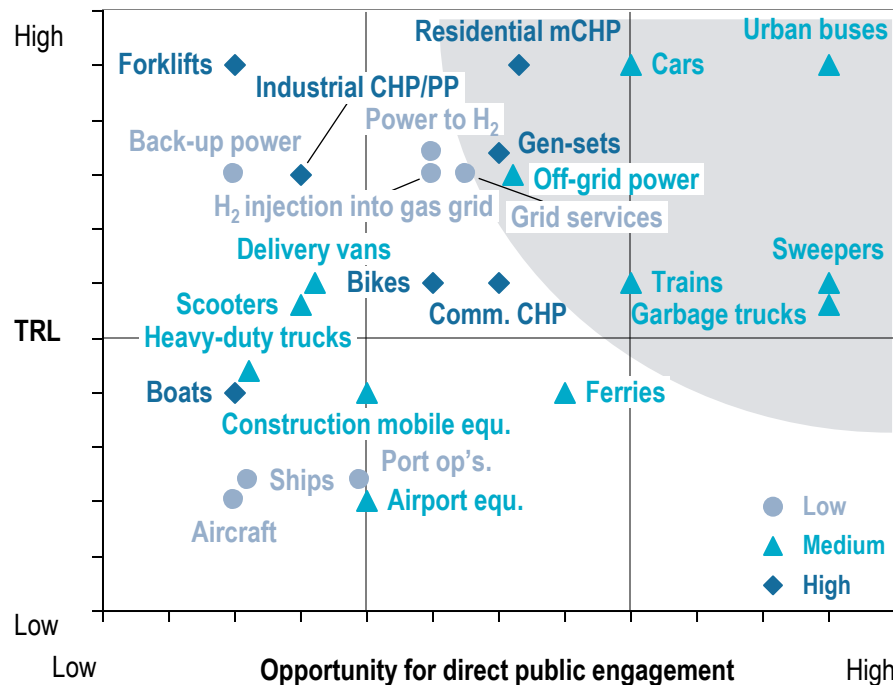 High
Residential mCHP
Urban buses
Forklifts
Cars
Industrial CHP/PP
Power to H₂
Back-up power
Gen-sets
Off-grid power
H₂ injection into gas grid
Grid services
Delivery vans
Sweepers
Bikes
Trains
Scooters
Comm. CHP
Garbage trucks
TRL
Heavy-duty trucks
Boats
Ferries
Construction mobile equ.
Port op's.
Ships
Airport equ.
Low
Aircraft
Medium
High
Low
Low
Opportunity for direct public engagement
High